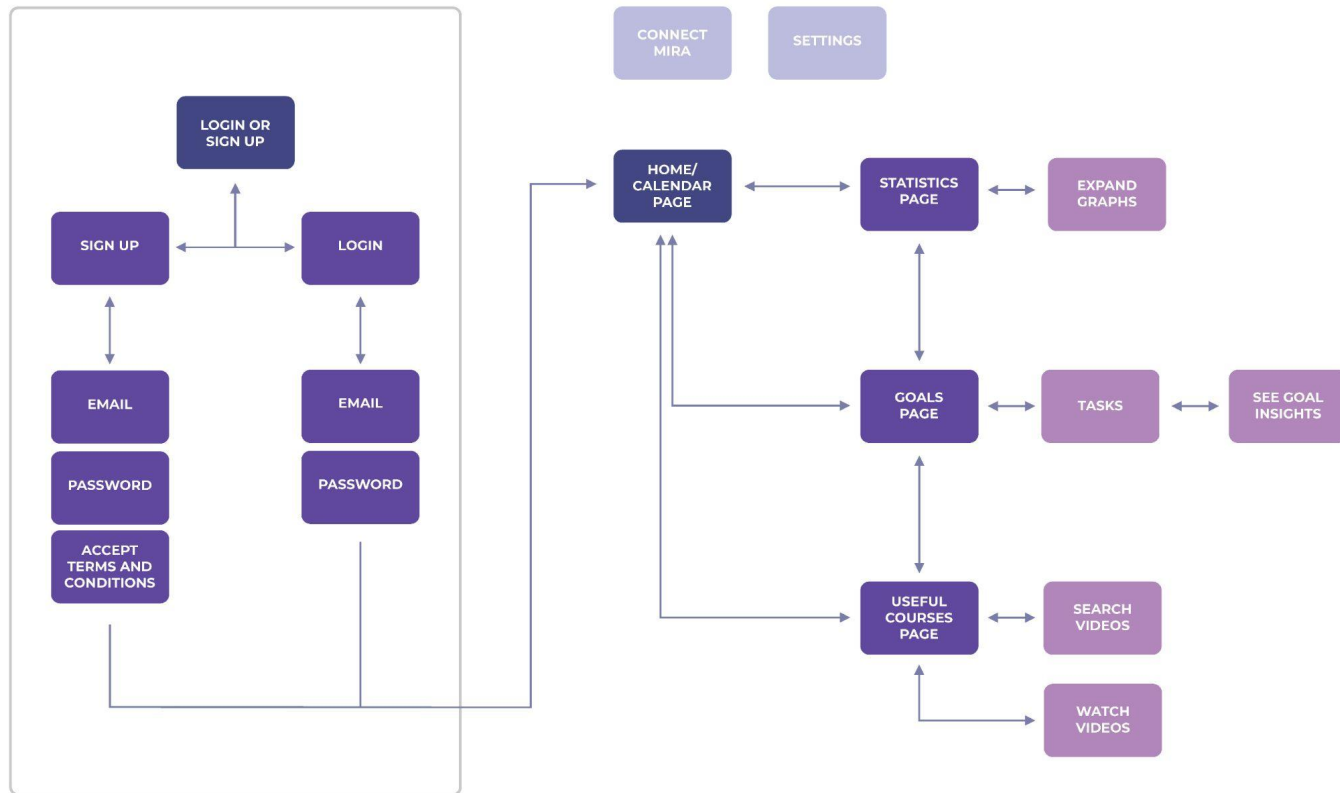 CONNECT
MIRA
SETTINGS
LOGIN OR
SIGN UP
SIGN UP
LOGIN
EMAIL
PASSWORD
ACCEPT
TERMS AND
CONDITIONS
EMAIL
PASSWORD
HOME/
CALENDAR
PAGE
STATISTICS
PAGE
EXPAND
GRAPHS
GOALS
PAGE
TASKS
SEE GOAL
INSIGHTS
USEFUL
COURSES
PAGE
SEARCH
VIDEOS
WATCH
VIDEOS